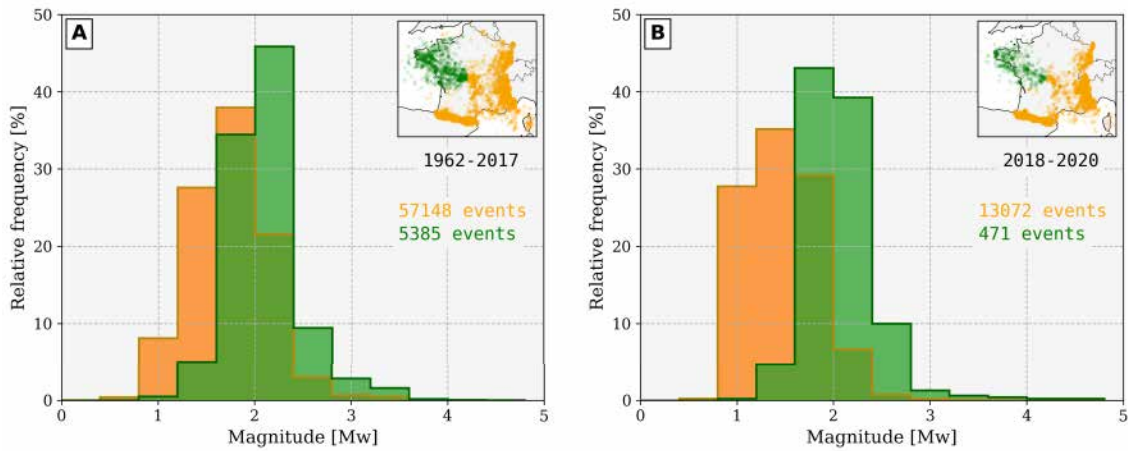 A
1962-2017
57148 events
5385 events
Relative frequency [%]
50
40
30
20
10
0
0 1 2 3 4 5
Magnitude [Mw]
B
2018-2020
13072 events
471 events
Relative frequency [%]
50
40
30
20
10
0
0 1 2 3 4 5
Magnitude [Mw]